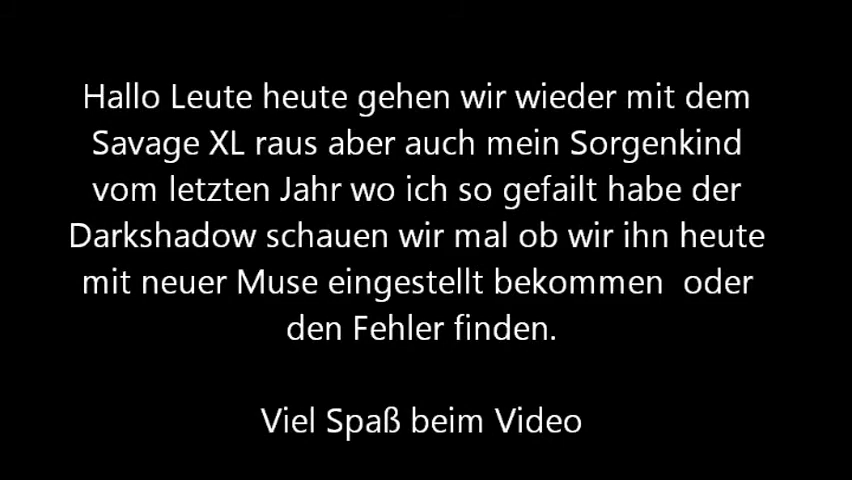 Hallo Leute heute gehen wir wieder mit dem
Savage XL raus aber auch mein Sorgenkind
vom letzten Jahr wo ich so gefailt habe der
Darkshadow schauen wir mal ob wir ihn heute
mit neuer Muse eingestellt bekommen  oder
den Fehler finden.
Viel Spaß beim Video